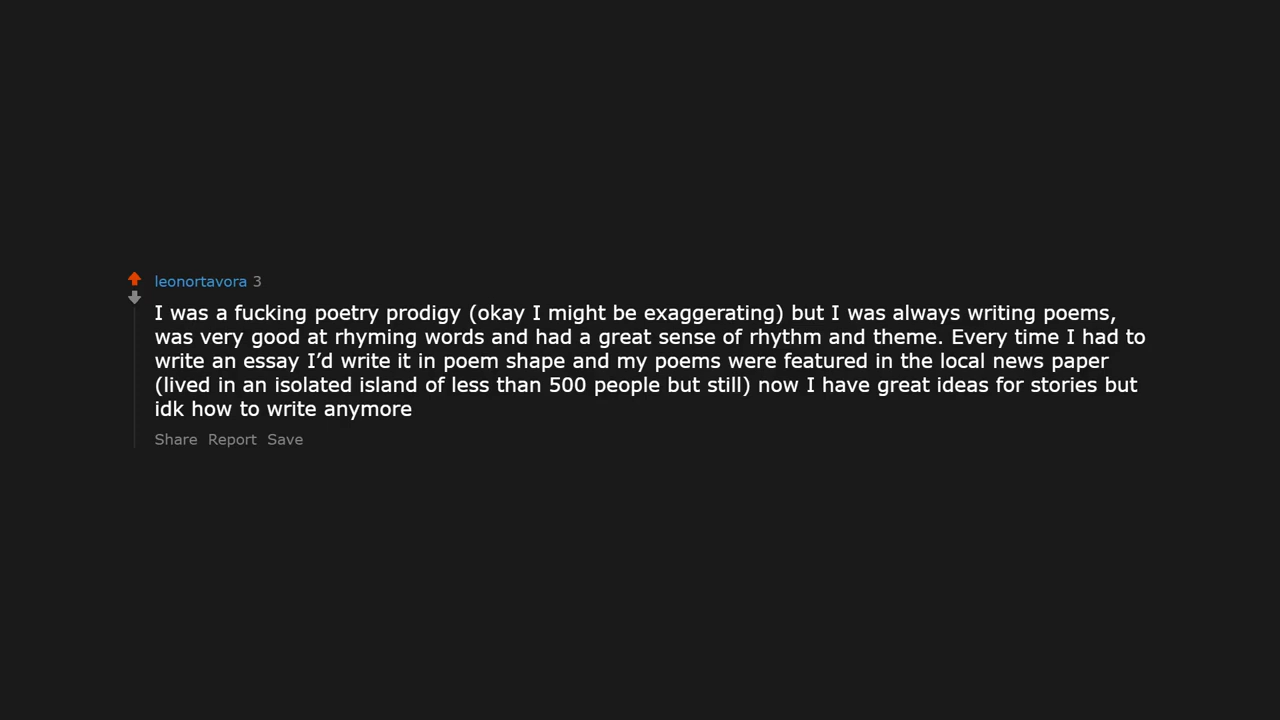 leonortavora 3
I was a fucking poetry prodigy (okay I might be exaggerating) but I was always writing poems,
was very good at rhyming words and had a great sense of rhythm and theme. Every time I had to
write an essay I’d write it in poem shape and my poems were featured in the local news paper
(lived in an isolated island of less than 500 people but still) now I have great ideas for stories but
idk how to write anymore
Share Report Save